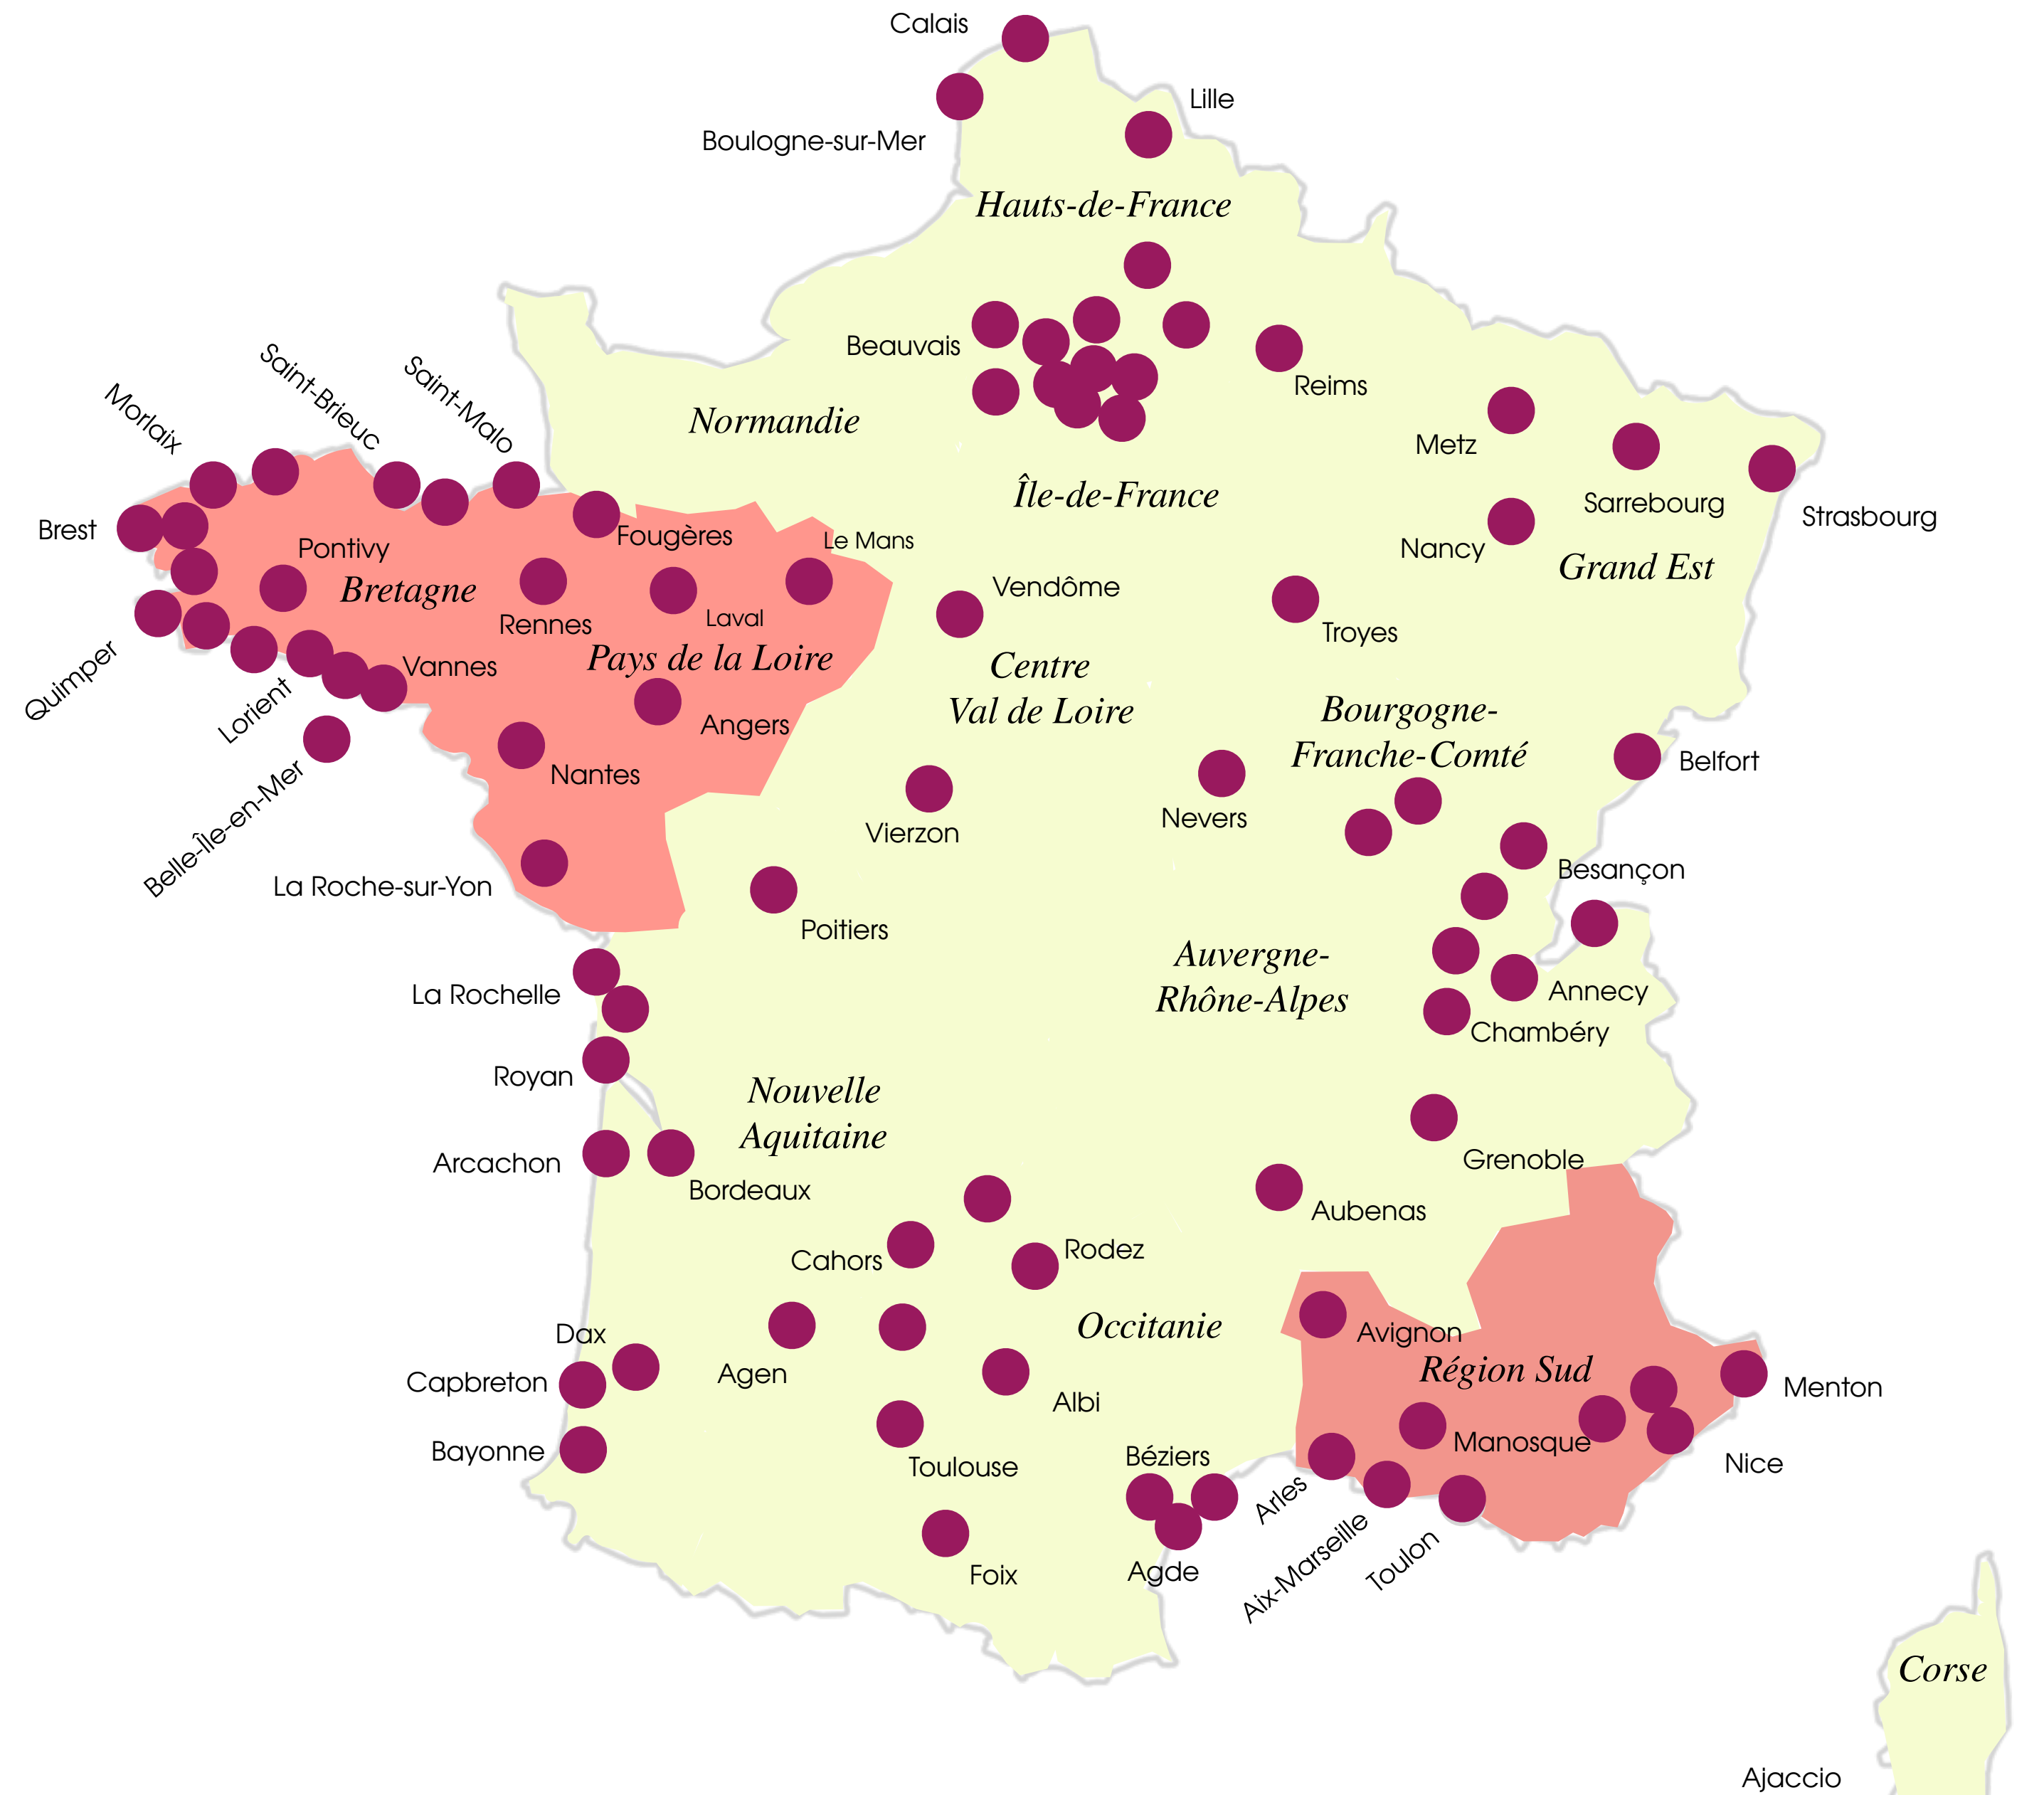 Calais
Lille
Boulogne-sur-Mer
Hauts-de-France
Beauvais
Reims
Saint-Brieuc
Saint-Malo
Morlaix
Normandie
Metz
Île-de-France
Sarrebourg
Strasbourg
Brest
Fougères
Le Mans
Pontivy
Nancy
Grand Est
Bretagne
Vendôme
Rennes
Laval
Troyes
Pays de la Loire
Vannes
Centre
Val de Loire
Quimper
Lorient
Angers
Bourgogne-
Franche-Comté
Belfort
Nantes
Belle-Île-en-Mer
Vierzon
Nevers
La Roche-sur-Yon
Besançon
Poitiers
Auvergne-
Rhône-Alpes
La Rochelle
Annecy
Chambéry
Royan
Nouvelle
Aquitaine
Arcachon
Bordeaux
Grenoble
Aubenas
Cahors
Rodez
Occitanie
Dax
Avignon
Agen
Région Sud
Capbreton
Menton
Albi
Bayonne
Toulouse
Béziers
Manosque
Nice
Arles
Aix-Marseille
Toulon
Foix
Agde
Corse
Ajaccio